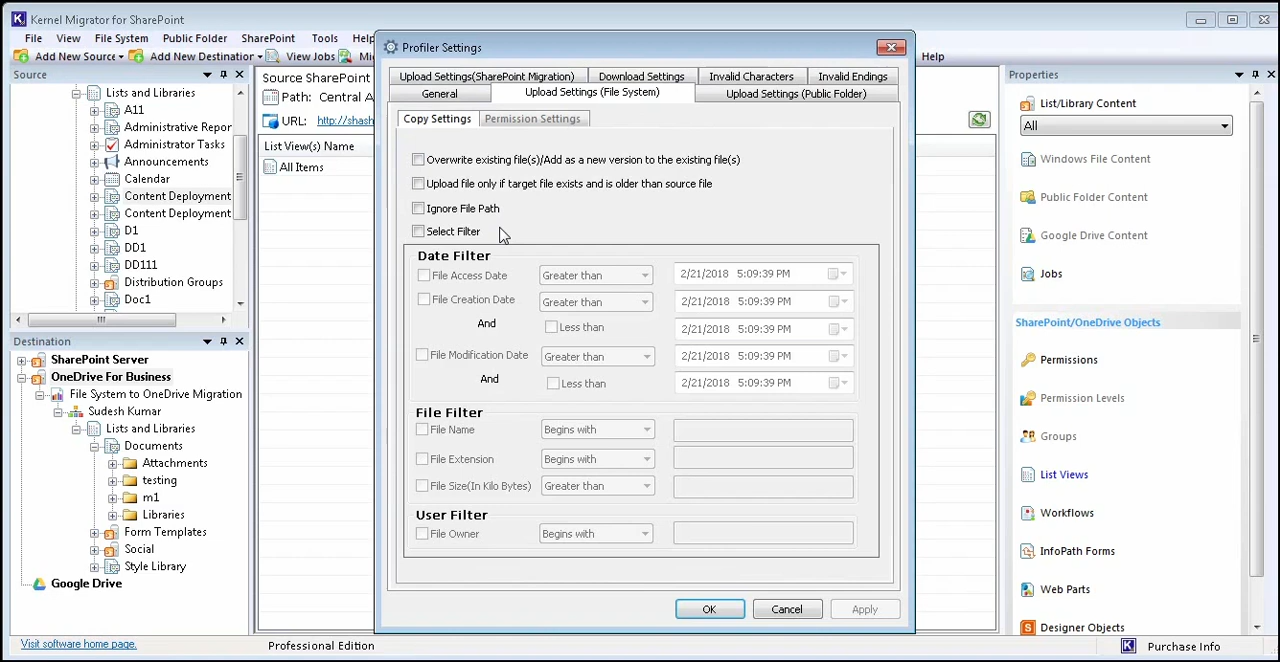 Kernel Migrator for SharePoint
File View File System Public Folder SharePoint Tools Help
Add New Source Add New Destination View Jobs Help
Source
Lists and Libraries
A11
Administrative Repor
Administrator Tasks
Announcements
Calendar
Content Deployment
Content Deployment
D1
DD1
DD111
Distribution Groups
Doc1
Destination
SharePoint Server
OneDrive For Business
File System to OneDrive Migration
Sudesh Kumar
Lists and Libraries
Documents
Attachments
testing
m1
Libraries
Form Templates
Social
Style Library
Google Drive
Visit software home page.
Professional Edition
Purchase Info
Source SharePoint
Path: Central A
URL: http://shash
List View(s) Name
All Items
Profiler Settings
Upload Settings(SharePoint Migration) Download Settings Invalid Characters Invalid Endings
General Upload Settings (File System) Upload Settings (Public Folder)
Copy Settings Permission Settings
Overwrite existing file(s)/Add as a new version to the existing file(s)
Upload file only if target file exists and is older than source file
Ignore File Path
Select Filter
Date Filter
File Access Date Greater than 2/21/2018 5:09:39 PM
File Creation Date Greater than 2/21/2018 5:09:39 PM
And Less than 2/21/2018 5:09:39 PM
File Modification Date Greater than 2/21/2018 5:09:39 PM
And Less than 2/21/2018 5:09:39 PM
File Filter
File Name Begins with
File Extension Begins with
File Size(In Kilo Bytes) Greater than
User Filter
File Owner Begins with
OK Cancel Apply
Properties
List/Library Content
All
Windows File Content
Public Folder Content
Google Drive Content
Jobs
SharePoint/OneDrive Objects
Permissions
Permission Levels
Groups
List Views
Workflows
InfoPath Forms
Web Parts
Designer Objects